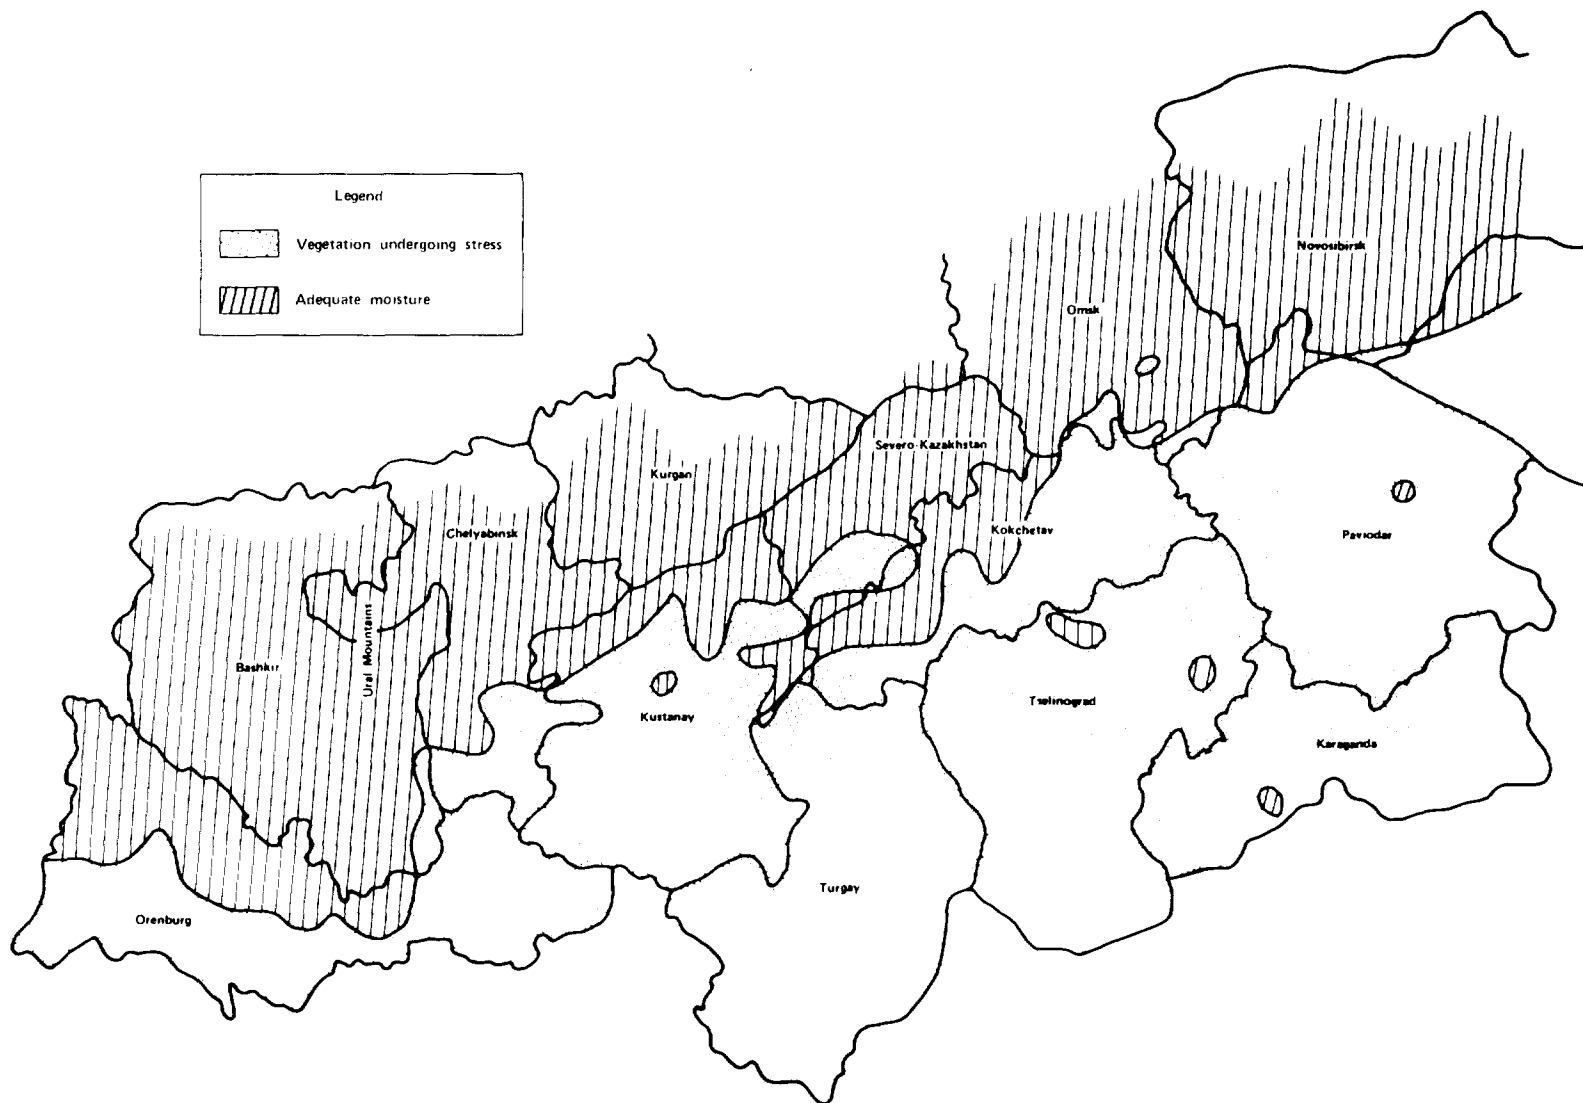 Legend
Vegetation undergoing stress
Adequate moisture
Novosibirsk
Omsk
Severo-Kazakhstan
Kurgan
Kokchetav
Chelyabinsk
Pavlodar
Ural Mountains
Bashkir
Kustanay
Tselinograd
Karaganda
Turgay
Orenburg